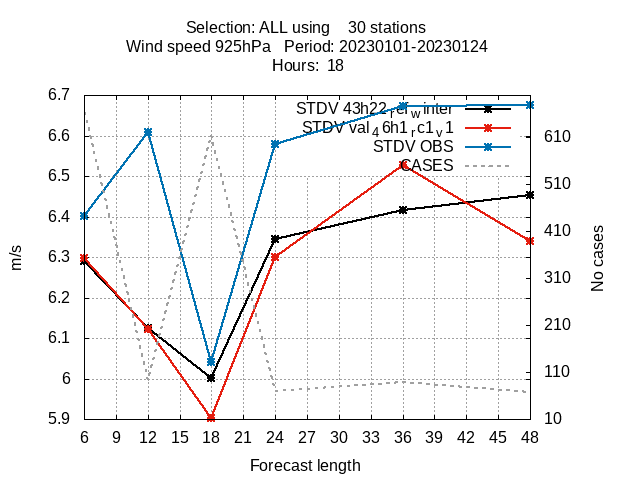 Selection: ALL using 30 stations
Wind speed 925hPa Period: 20230101-20230124
Hours: 18
STDV 43h22_rel_winter
STDV val_46h1_rc1_v1
STDV OBS
CASES
6.7
6.6
6.5
6.4
6.3
6.2
6.1
6
5.9
610
510
410
310
210
110
10
m/s
No cases
6 9 12 15 18 21 24 27 30 33 36 39 42 45 48
Forecast length